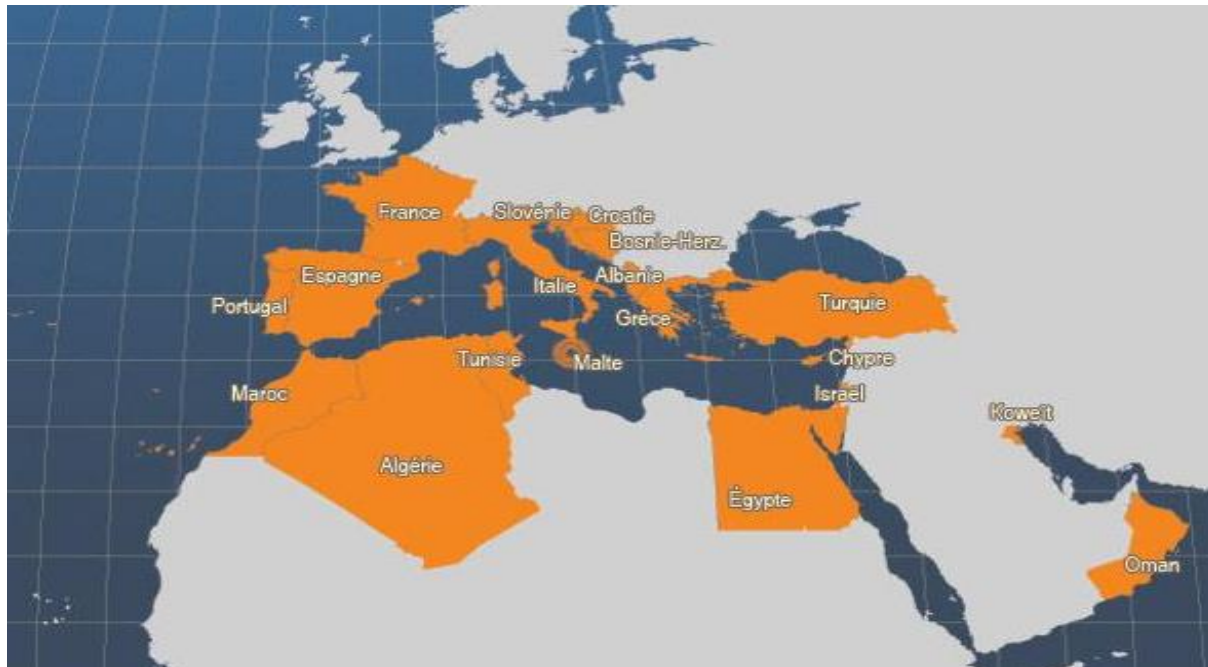 France
Slovénie
Croatie
Bosnie-Herz.
Espagne
Italie
Albanie
Portugal
Grèce
Turquie
Tunisie
Malte
Chypre
Maroc
Israël
Koweït
Algérie
Égypte
Oman